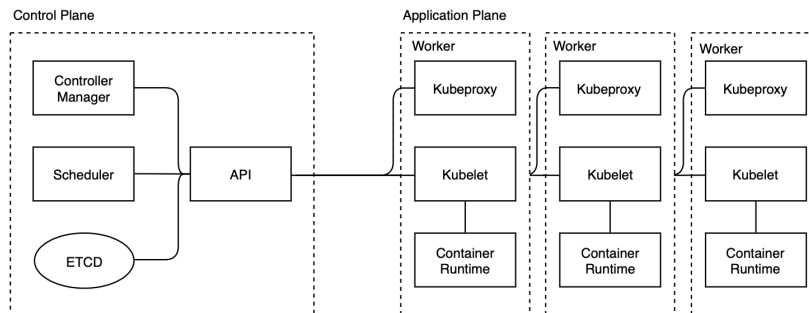 Control Plane
Application Plane
Controller
Manager
Scheduler
ETCD
API
Worker
Kubeproxy
Kubelet
Container
Runtime
Worker
Kubeproxy
Kubelet
Container
Runtime
Worker
Kubeproxy
Kubelet
Container
Runtime